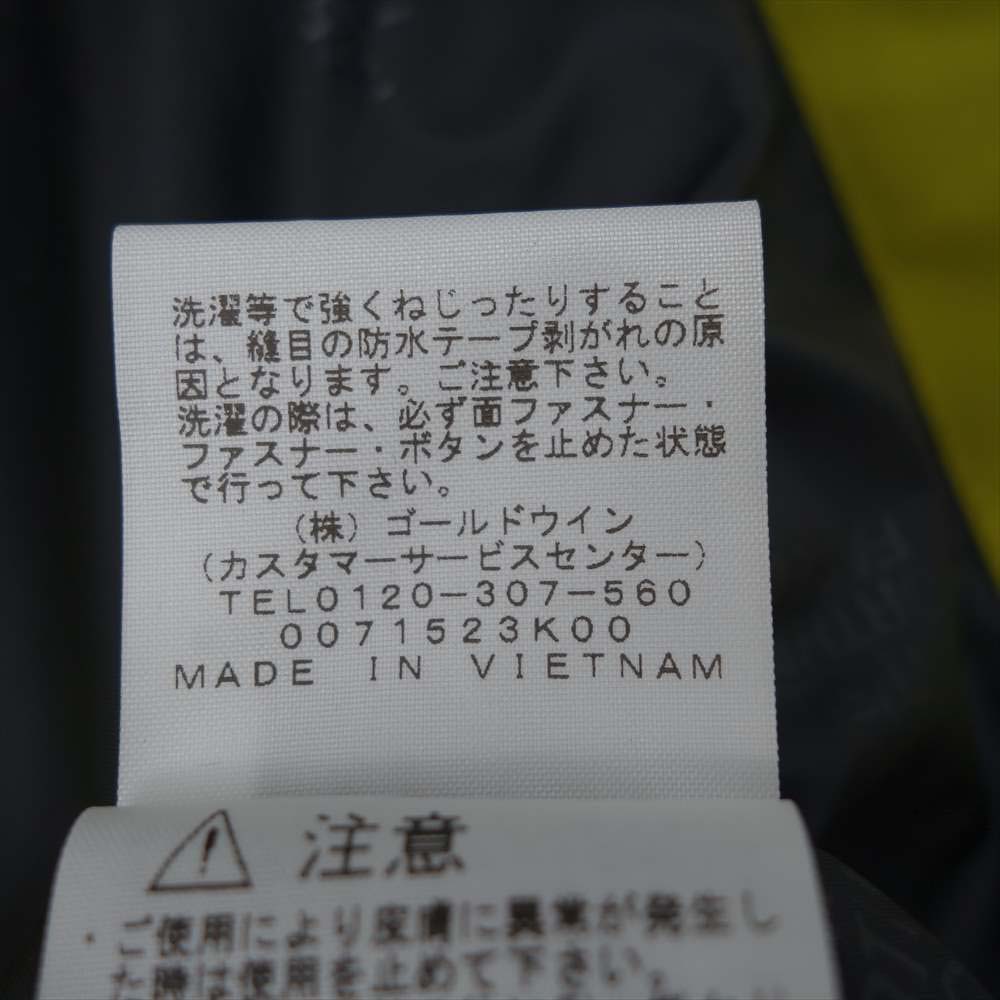 洗濯等で強くねじったりすること
は、縫目の防水テープ剥がれの原
因となります。ご注意下さい。
洗濯の際は、必ず面ファスナー・
ファスナー・ボタンを止めた状態
で行って下さい。
(株)ゴールドウイン
(カスタマーサービスセンター)
TEL0120-307-560
0071523K00
MADE IN VIETNAM
注意
・ご使用により皮膚に異業が発生し
た時は使用を止めて下さい。